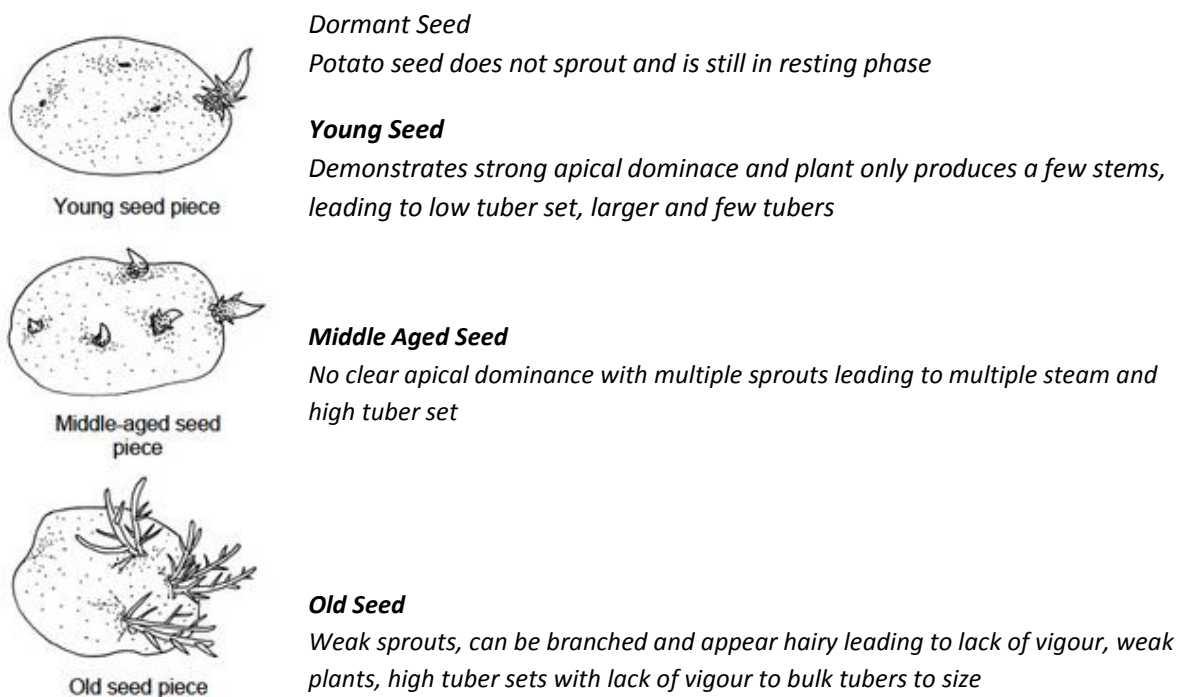 Dormant Seed
Potato seed does not sprout and is still in resting phase
Young Seed
Demonstrates strong apical dominace and plant only produces a few stems,
leading to low tuber set, larger and few tubers
Young seed piece
Middle Aged Seed
No clear apical dominance with multiple sprouts leading to multiple steam and
high tuber set
Middle-aged seed
piece
Old Seed
Weak sprouts, can be branched and appear hairy leading to lack of vigour, weak
plants, high tuber sets with lack of vigour to bulk tubers to size
Old seed piece